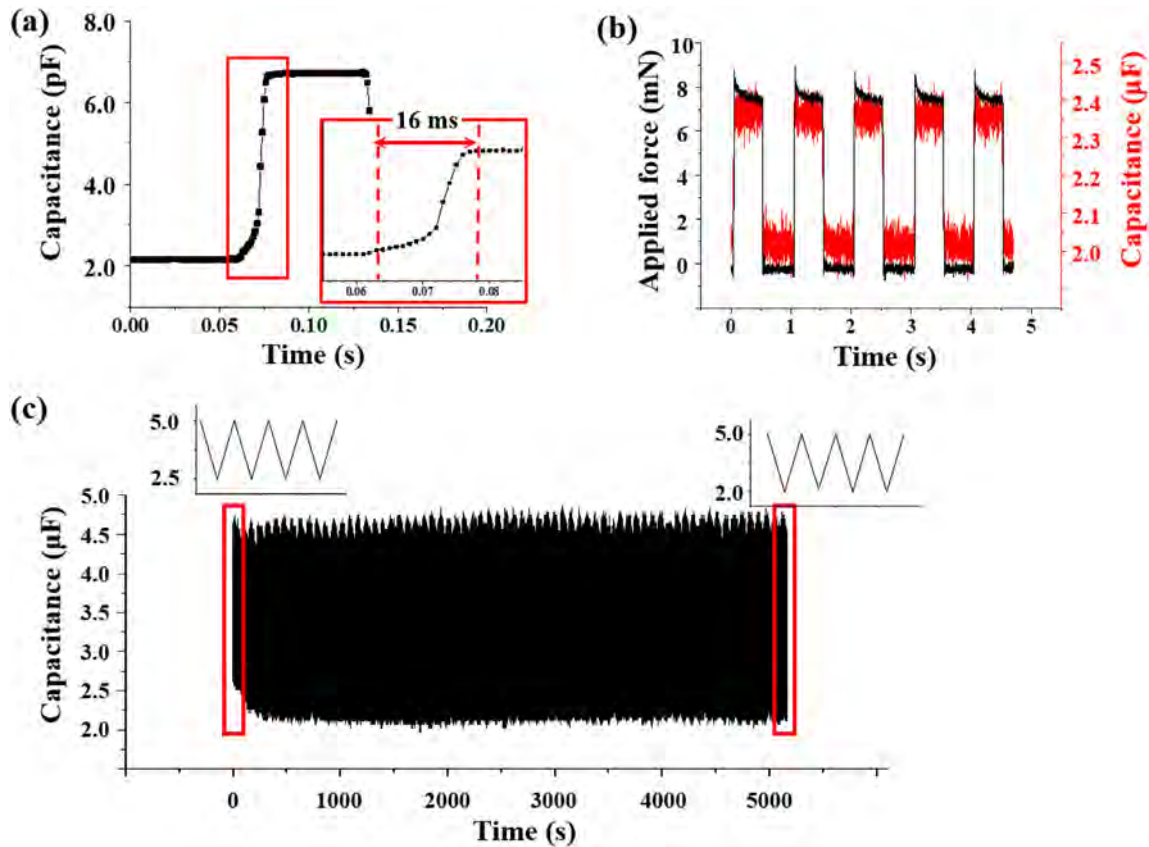 (a)
Capacitance (pF)
8.0
6.0
4.0
2.0
0.00 0.05 0.10 0.15 0.20
Time (s)
16 ms
0.06 0.07 0.08
(b)
Applied force (mN)
10
8
6
4
2
0
0 1 2 3 4 5
Time (s)
2.5
2.4
2.3
2.2
2.1
2.0
Capacitance (μF)
(c)
5.0
2.5
5.0
2.0
Capacitance (μF)
5.0
4.5
4.0
3.5
3.0
2.5
2.0
0 1000 2000 3000 4000 5000
Time (s)